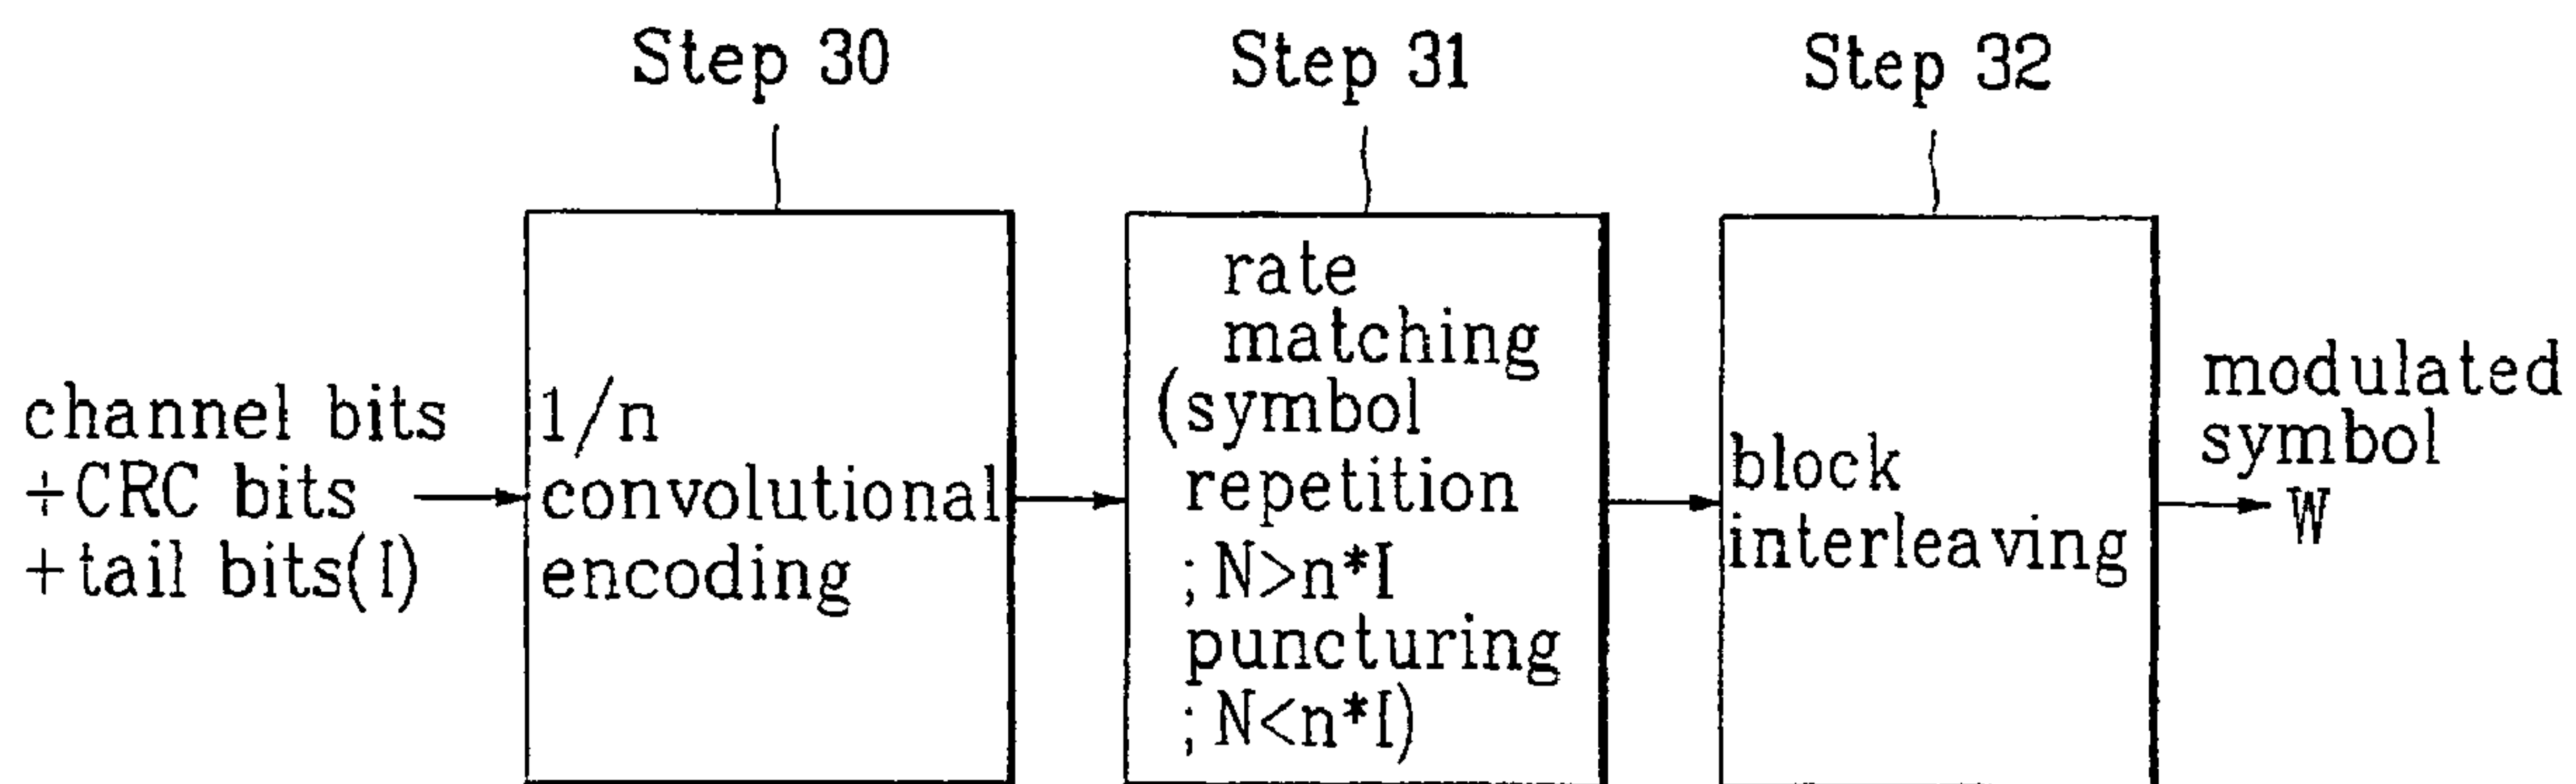 Step 30
Step 31
Step 32
channel bits
+CRC bits
+tail bits(I)
1/n
convolutional
encoding
rate
matching
(symbol
repetition
;N>n*I
puncturing
;N<n*I)
block
interleaving
modulated
symbol
W